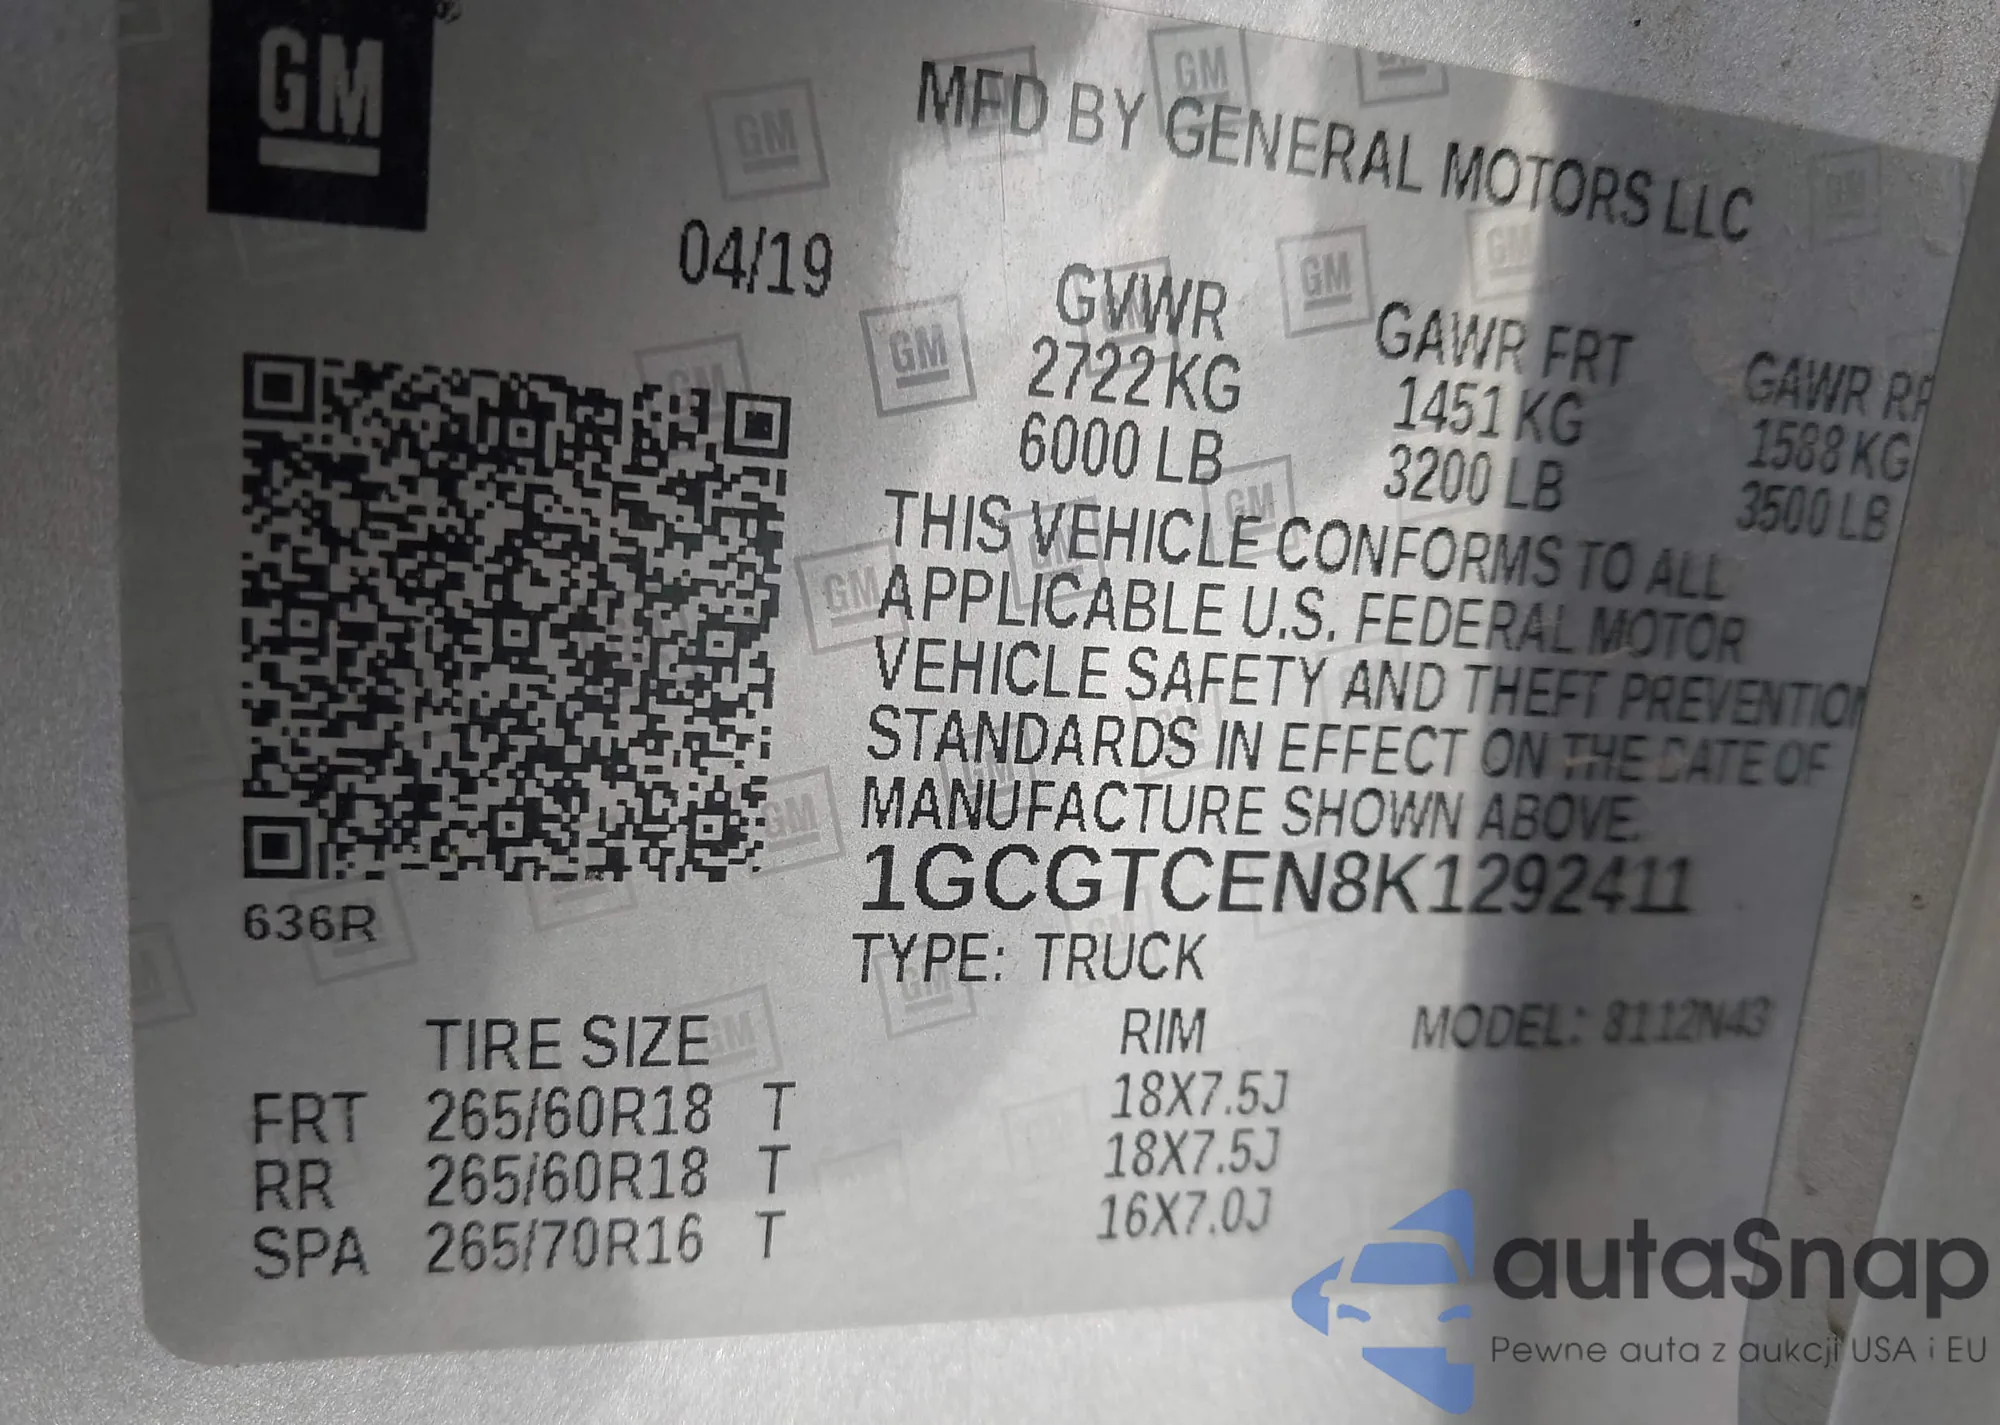 GM
MFD BY GENERAL MOTORS LLC
04/19
GVWR GAWR FRT GAWR RR
2722 KG 1451 KG 1588 KG
6000 LB 3200 LB 3500 LB
THIS VEHICLE CONFORMS TO ALL
APPLICABLE U.S. FEDERAL MOTOR
VEHICLE SAFETY AND THEFT PREVENTION
STANDARDS IN EFFECT ON THE DATE OF
MANUFACTURE SHOWN ABOVE.
1GCGTCEN8K1292411
636R
TYPE: TRUCK
MODEL: 8112N43
TIRE SIZE RIM
FRT 265/60R18 T 18X7.5J
RR 265/60R18 T 18X7.5J
SPA 265/70R16 T 16X7.0J
autaSnap
Pewne auta z aukcji USA i EU